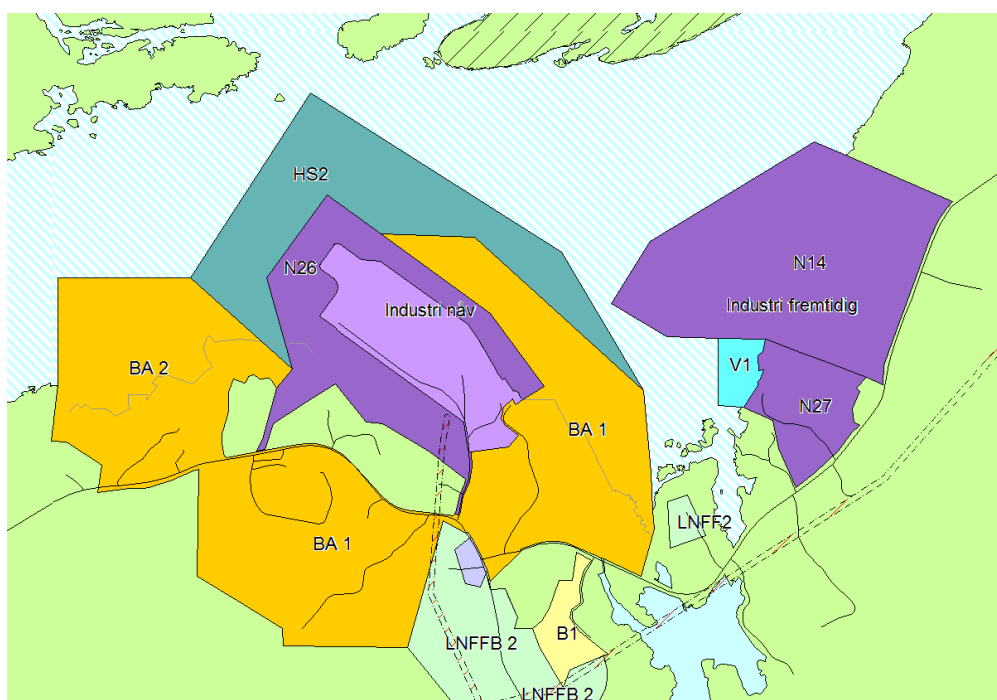 HS2
N26
N14
Industri nåv
Industri fremtidig
BA 2
V1
N27
BA 1
LNFF2
BA 1
B1
LNFFB 2
LNFFB 2